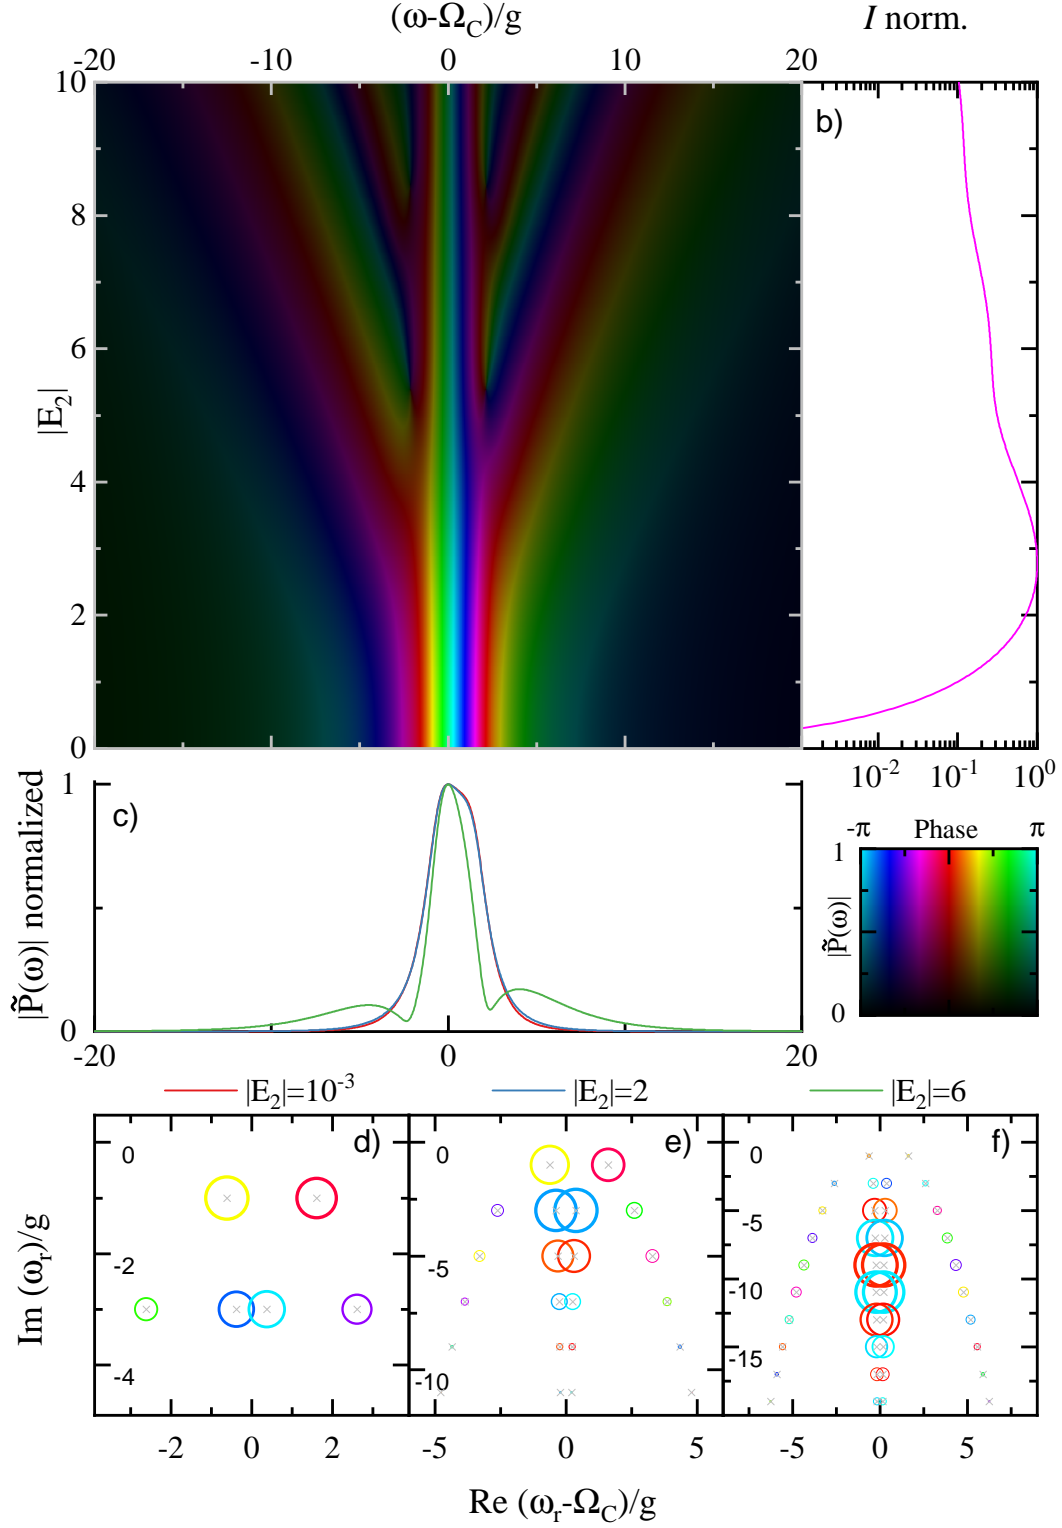 (ω-Ω_C)/g
I norm.
-20 -10 0 10 20
10
8
6
4
2
0
|E_2|
b)
10^-2 10^-1 10^0
|P̃(ω)| normalized
1
0
c)
-20 0 20
-π Phase π
1
0
|P̃(ω)|
|E_2|=10^-3
|E_2|=2
|E_2|=6
Im (ω_r)/g
d)
0
-2
-4
-2 0 2
e)
0
-5
-10
-5 0 5
f)
0
-5
-10
-15
-5 0 5
Re (ω_r-Ω_C)/g